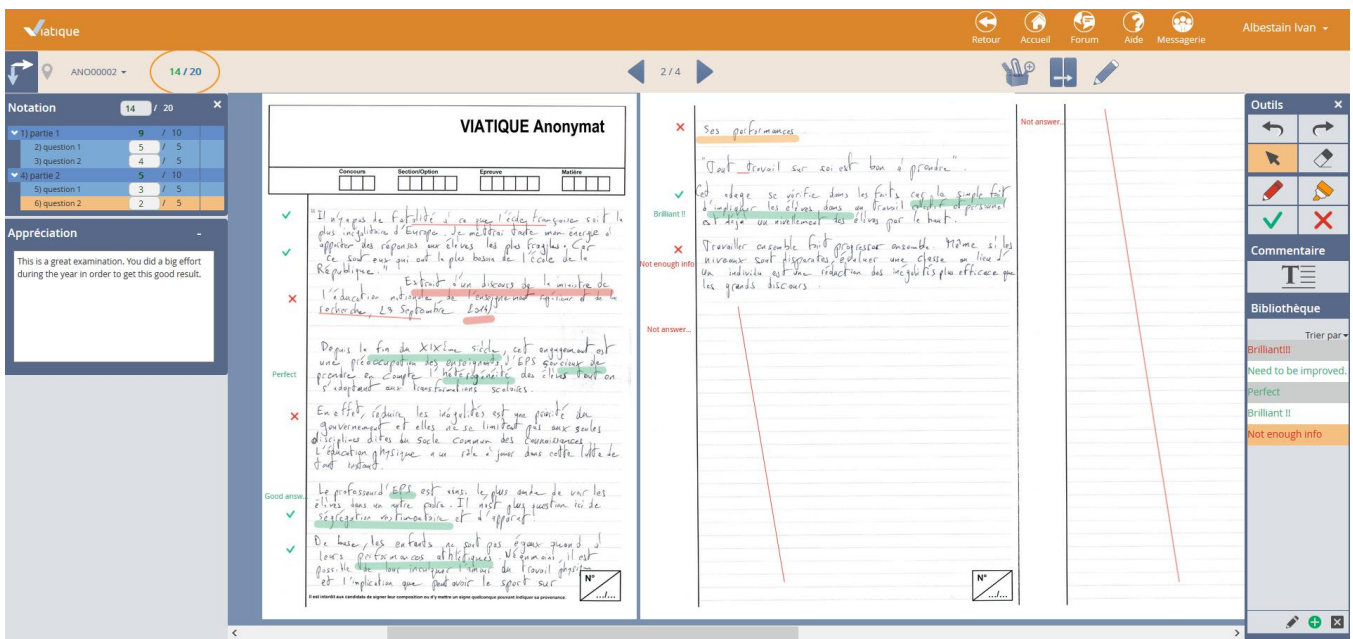 Viatique
Retour
Accueil
Forum
Aide
Messagerie
Albestain Ivan
ANO00002
14/20
2/4
Notation 14 / 20 ×
1) partie 1 9 / 10
2) question 1 5 / 5
3) question 2 4 / 5
4) partie 2 5 / 10
5) question 1 3 / 5
6) question 2 2 / 5
Appréciation -
This is a great examination. You did a big effort
during the year in order to get this good result.
VIATIQUE Anonymat
Concours Section/Option Epreuve Matière
"Il n'y a pas de Fatalité à ce que l'école française soit la
plus inégalitaire d'Europe. Je mettrai toute mon énergie à
apporter des réponses aux élèves les plus fragiles, Car
ce sont eux qui ont le plus besoin de l'école de la
République."
Extrait d'un discours de la ministre de
l'éducation nationale de l'enseignement supérieur et de la
recherche, 23 Septembre 2014).
Depuis la fin du XIXème siècle, cet engagement est
une préoccupation des enseignants d'EPS soucieux de
Perfect
prendre en compte l'hétérogénéité des élèves tout en
s'adaptant aux transformations scolaires.
En effet, réduire les inégalités est une priorité du
gouvernement et elles ne se limitent pas aux seules
disciplines dites du socle commun des connaissances.
L'éducation physique a un rôle à jouer dans cette lutte de
tout instant.
Good answ...
Le professeur d'EPS est ainsi le plus de voir les
élèves dans un autre cadre. Il n'est plus question ici de
ségrégation vestimentaire et d'apparat.
De base, les enfants ne sont pas égaux quand à
leurs performances athlétiques. Néanmoins, il est
possible de leur inculquer l'amour du travail physique
et l'implication que peut avoir le sport sur
N°
.../...
Il est interdit aux candidats de signer leur composition ou d'y mettre un signe quelconque pouvant indiquer sa provenance.
Ses performances.
"Tout travail sur soi est bon à prendre"
Cet adage se vérifie dans les faits car le simple fait
d'impliquer les élèves dans un travail collectif et personnel
Brilliant !!
est déjà un nivellement des élèves par le haut.
Travailler ensemble fait progresser ensemble. Même si les
Not enough info
niveaux sont disparates, évaluer une classe au lieu d'
un individu est une réduction des inégalités plus efficace que
les grands discours.
Not answer...
N°
.../...
Not answer...
Outils ×
Commentaire
T
Bibliothèque
Trier par
Brilliant!!!
Need to be improved.
Perfect
Brilliant !!
Not enough info